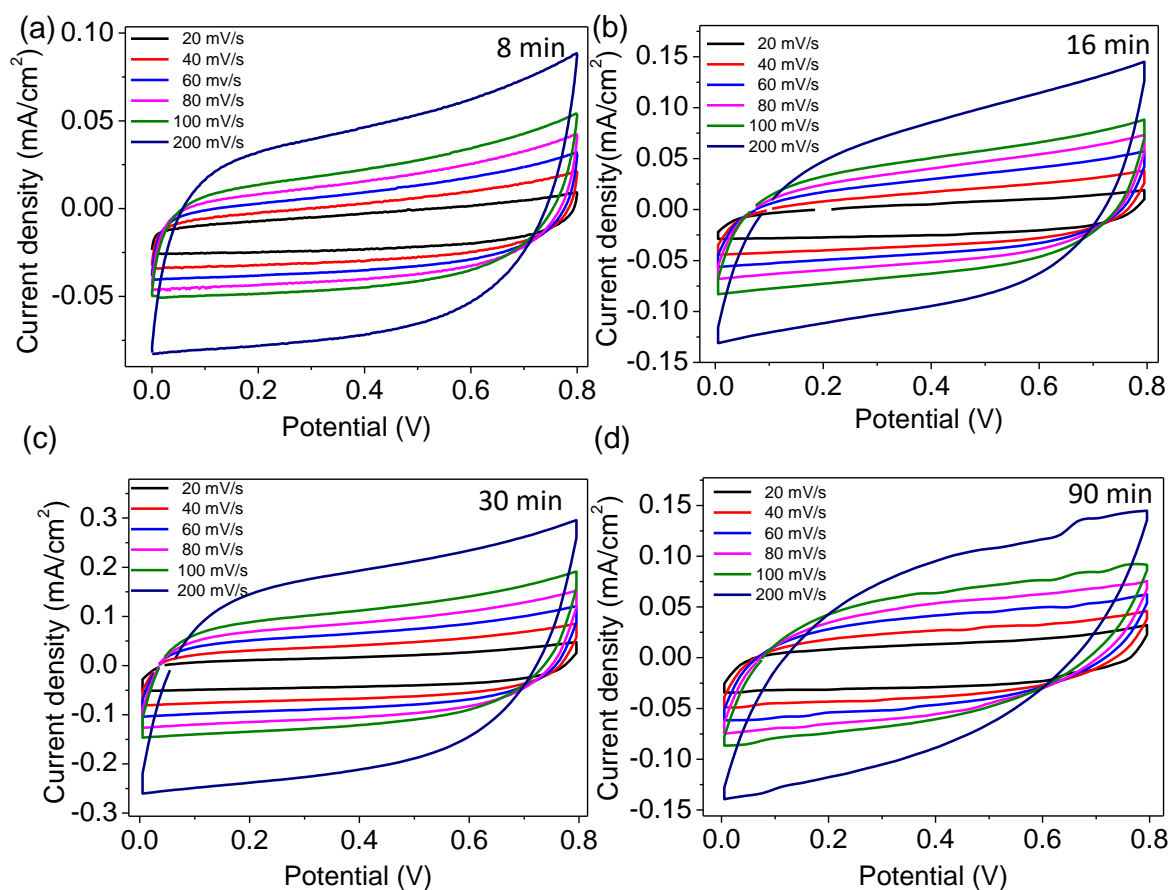 (a)
8 min
20 mV/s
40 mV/s
60 mv/s
80 mV/s
100 mV/s
200 mV/s
0.10
0.05
0.00
-0.05
Current density (mA/cm²)
0.0 0.2 0.4 0.6 0.8
Potential (V)
(b)
16 min
20 mV/s
40 mV/s
60 mV/s
80 mV/s
100 mV/s
200 mV/s
0.15
0.10
0.05
0.00
-0.05
-0.10
-0.15
Current density(mA/cm²)
0.0 0.2 0.4 0.6 0.8
Potential (V)
(c)
30 min
20 mV/s
40 mV/s
60 mV/s
80 mV/s
100 mV/s
200 mV/s
0.3
0.2
0.1
0.0
-0.1
-0.2
-0.3
Current density (mA/cm²)
0.0 0.2 0.4 0.6 0.8
Potential (V)
(d)
90 min
20 mV/s
40 mV/s
60 mV/s
80 mV/s
100 mV/s
200 mV/s
0.15
0.10
0.05
0.00
-0.05
-0.10
-0.15
Current density (mA/cm²)
0.0 0.2 0.4 0.6 0.8
Potential (V)